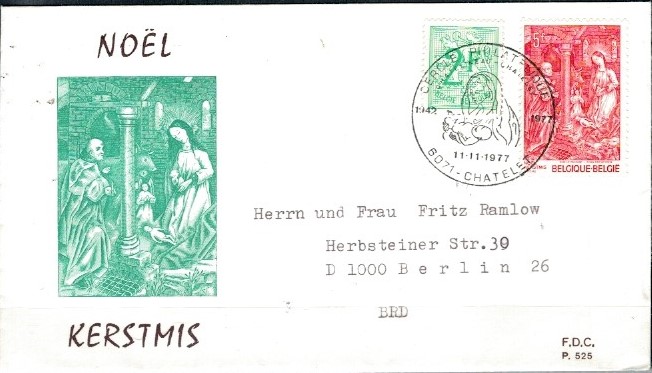 NOËL
2F
5F
CERCLE PHILATELIQUE
1942
1977
11-11-1977
6071-CHATELET
BELGIQUE-BELGIË
Herrn und Frau Fritz Ramlow
Herbsteiner Str.39
D 1000 Berlin 26
BRD
KERSTMIS
F.D.C.
P. 525